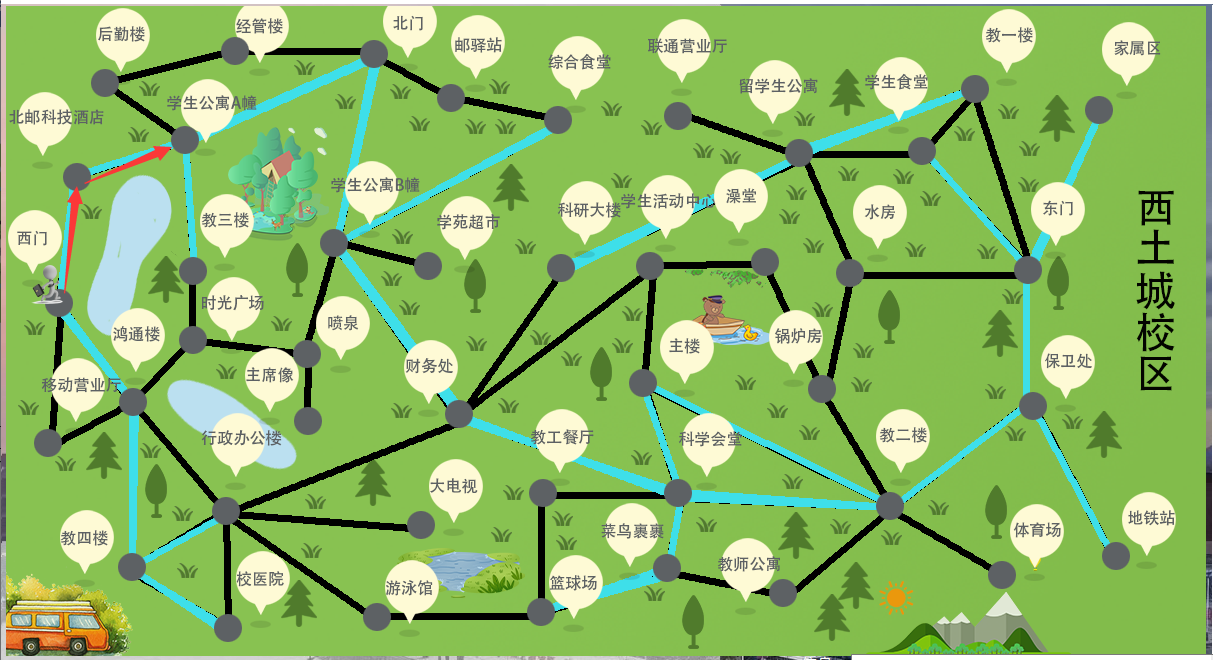 后勤楼
经管楼
北门
邮驿站
综合食堂
联通营业厅
留学生公寓
学生食堂
教一楼
家属区
北邮科技酒店
学生公寓A幢
学生公寓B幢
学苑超市
科研大楼
学生活动中心
澡堂
水房
东门
西门
教三楼
时光广场
喷泉
鸿通楼
主席像
财务处
主楼
锅炉房
保卫处
移动营业厅
行政办公楼
教工餐厅
科学会堂
教二楼
大电视
教四楼
校医院
游泳馆
篮球场
菜鸟裹裹
教师公寓
体育场
地铁站
西土城校区